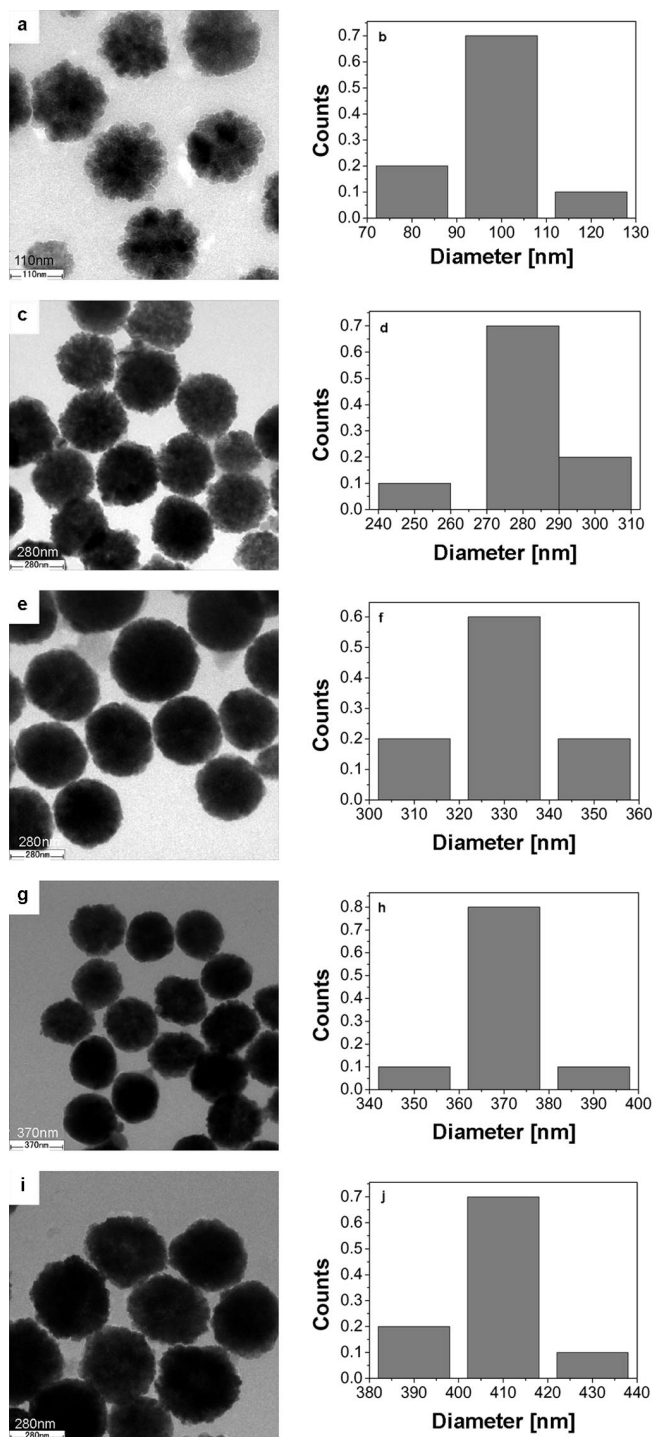 a
110nm
110nm
b
0.7
0.6
0.5
0.4
0.3
0.2
0.1
0.0
Counts
70 80 90 100 110 120 130
Diameter [nm]
c
280nm
280nm
d
0.7
0.6
0.5
0.4
0.3
0.2
0.1
0.0
Counts
240 250 260 270 280 290 300 310
Diameter [nm]
e
280nm
280nm
f
0.6
0.5
0.4
0.3
0.2
0.1
0.0
Counts
300 310 320 330 340 350 360
Diameter [nm]
g
370nm
370nm
h
0.8
0.7
0.6
0.5
0.4
0.3
0.2
0.1
0.0
Counts
340 350 360 370 380 390 400
Diameter [nm]
i
280nm
280nm
j
0.7
0.6
0.5
0.4
0.3
0.2
0.1
0.0
Counts
380 390 400 410 420 430 440
Diameter [nm]